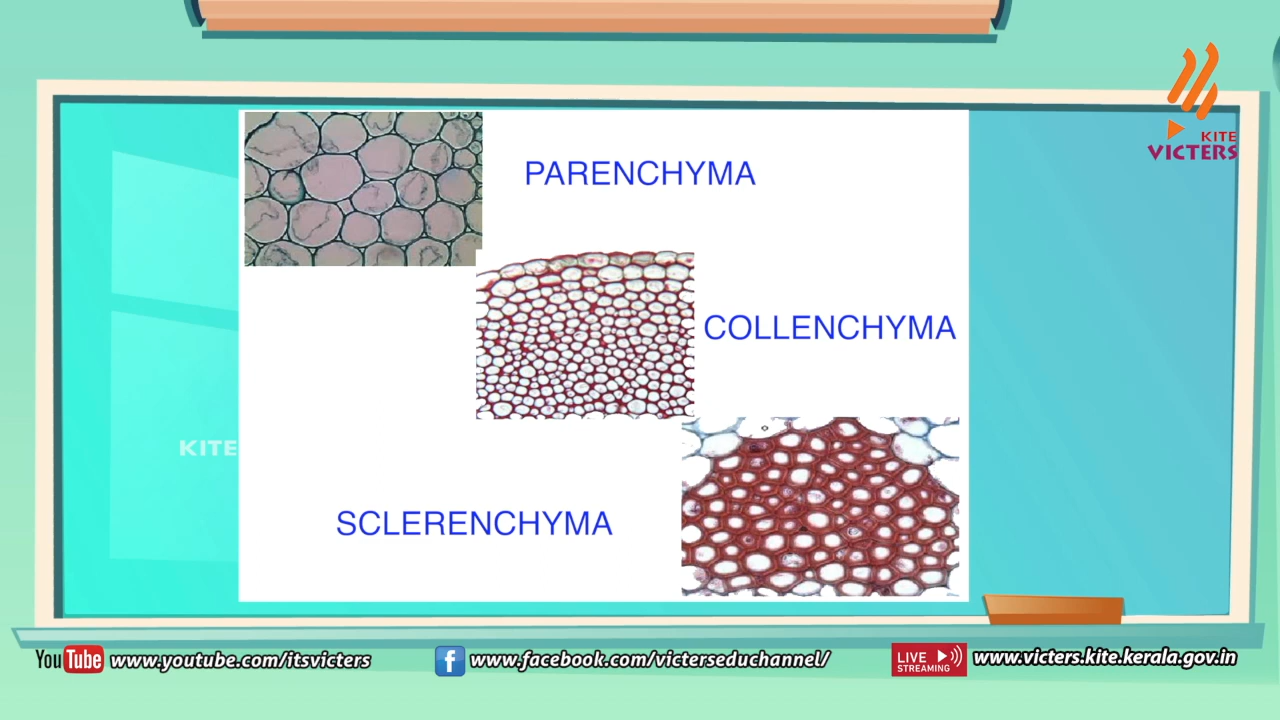 KITE
VICTERS
PARENCHYMA
COLLENCHYMA
KITE
SCLERENCHYMA
YouTube www.youtube.com/itsvicters
f www.facebook.com/victerseduchannel/
LIVE STREAMING www.victers.kite.kerala.gov.in